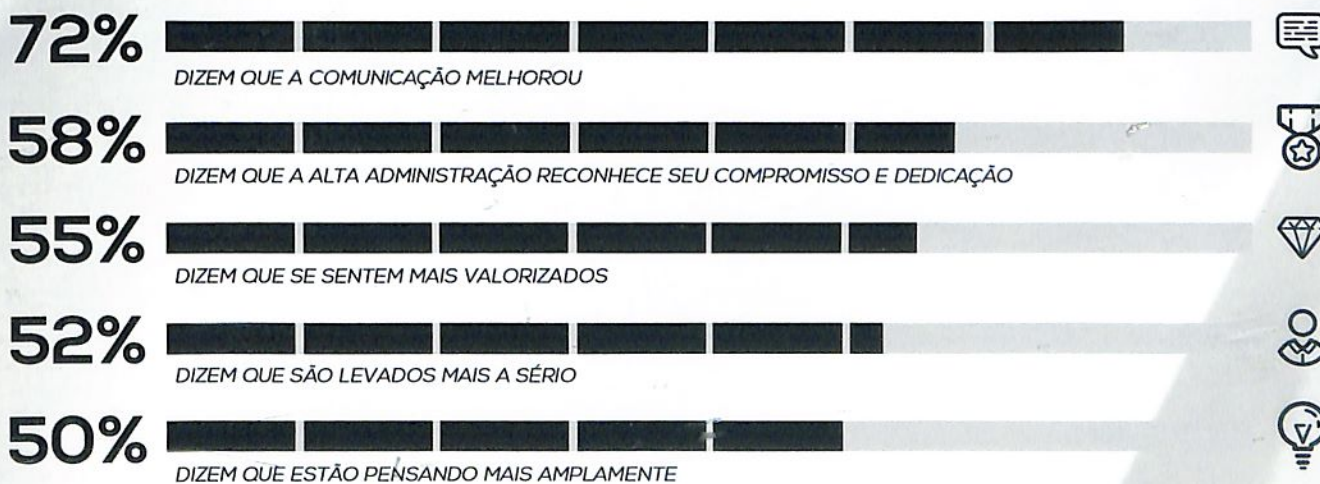 72%
DIZEM QUE A COMUNICAÇÃO MELHOROU
58%
DIZEM QUE A ALTA ADMINISTRAÇÃO RECONHECE SEU COMPROMISSO E DEDICAÇÃO
55%
DIZEM QUE SE SENTEM MAIS VALORIZADOS
52%
DIZEM QUE SÃO LEVADOS MAIS A SÉRIO
50%
DIZEM QUE ESTÃO PENSANDO MAIS AMPLAMENTE